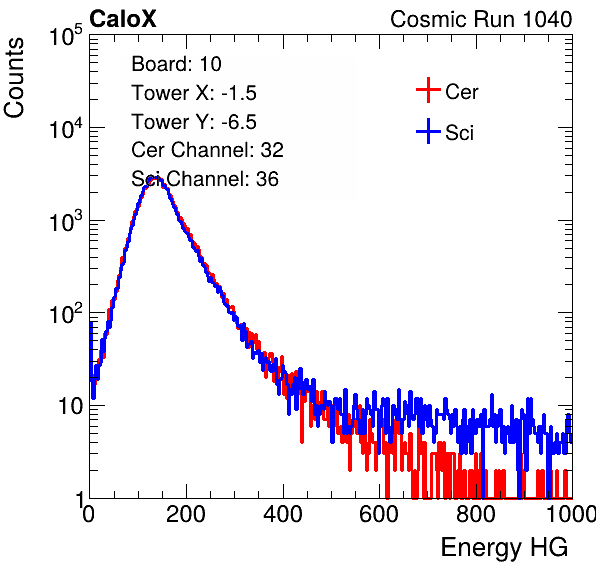 CaloX Cosmic Run 1040
Counts
10^5
10^4
10^3
10^2
10
1
Board: 10
Tower X: -1.5
Tower Y: -6.5
Cer Channel: 32
Sci Channel: 36
Cer
Sci
0 200 400 600 800 1000
Energy HG